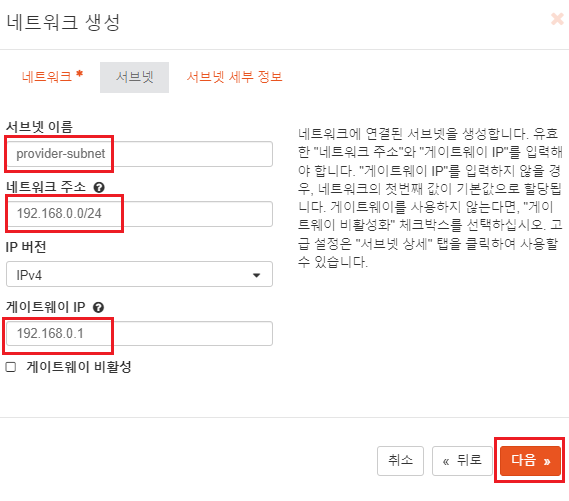 네트워크 생성
×
네트워크 *
서브넷
서브넷 세부 정보
서브넷 이름
provider-subnet
네트워크 주소 ?
192.168.0.0/24
IP 버전
IPv4
게이트웨이 IP ?
192.168.0.1
게이트웨이 비활성
네트워크에 연결된 서브넷을 생성합니다. 유효
한 "네트워크 주소"와 "게이트웨이 IP"를 입력해
야 합니다. "게이트웨이 IP"를 입력하지 않을 경
우, 네트워크의 첫번째 값이 기본값으로 할당됩
니다. 게이트웨이를 사용하지 않는다면, "게이
트웨이 비활성화" 체크박스를 선택하십시오. 고
급 설정은 "서브넷 상세" 탭을 클릭하여 사용할
수 있습니다.
취소
« 뒤로
다음 »